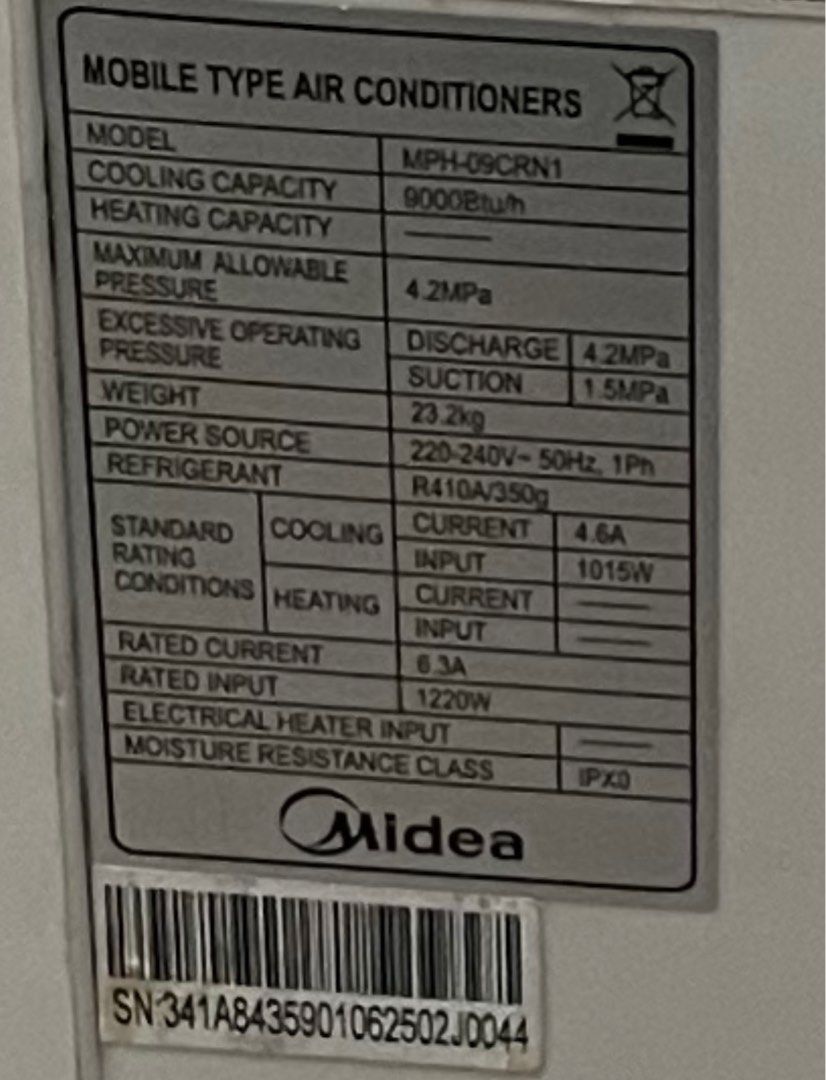 MOBILE TYPE AIR CONDITIONERS
MODEL MPH-09CRN1
COOLING CAPACITY 9000Btu/h
HEATING CAPACITY ———
MAXIMUM ALLOWABLE
PRESSURE 4.2MPa
EXCESSIVE OPERATING
PRESSURE DISCHARGE 4.2MPa
SUCTION 1.5MPa
WEIGHT 23.2kg
POWER SOURCE 220-240V~ 50Hz, 1Ph
REFRIGERANT R410A/350g
STANDARD
RATING
CONDITIONS
COOLING CURRENT 4.6A
INPUT 1015W
HEATING CURRENT ———
INPUT ———
RATED CURRENT 6.3A
RATED INPUT 1220W
ELECTRICAL HEATER INPUT ———
MOISTURE RESISTANCE CLASS IPX0
Midea
SN:341A8435901062502J0044